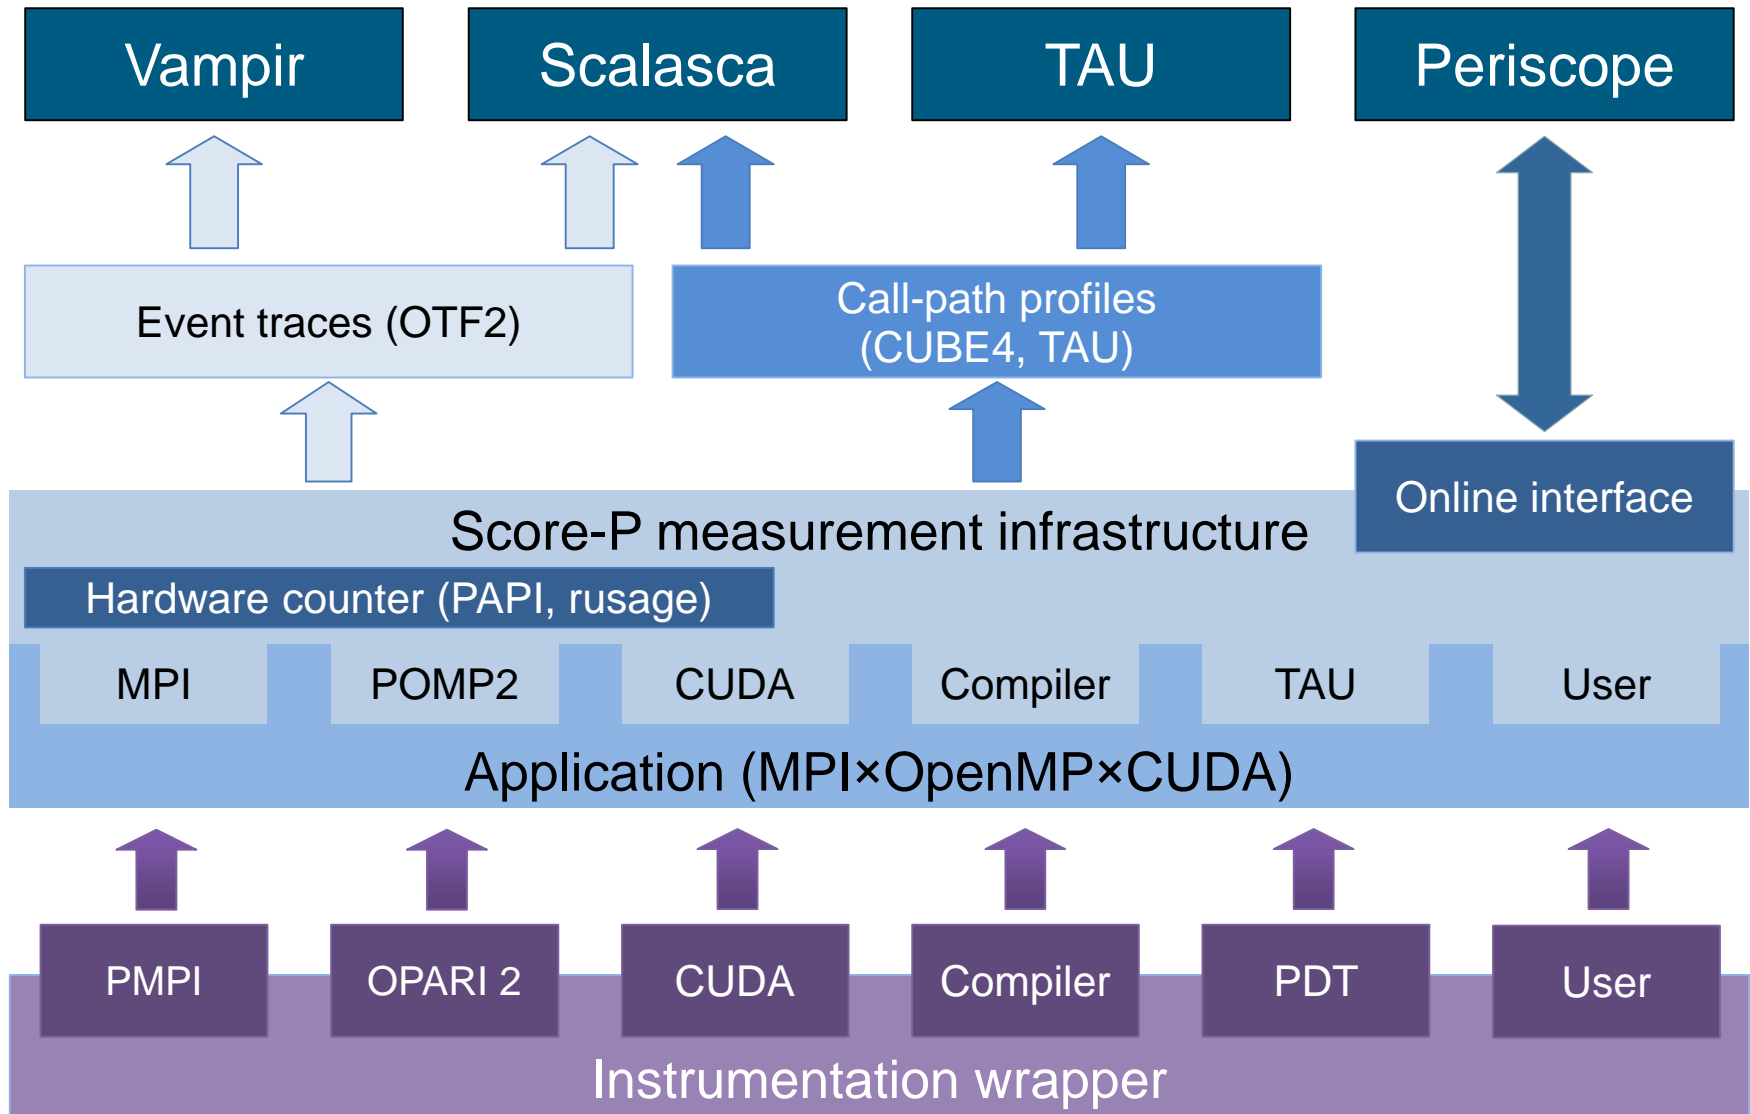 Vampir
Scalasca
TAU
Periscope
Event traces (OTF2)
Call-path profiles
(CUBE4, TAU)
Online interface
Score-P measurement infrastructure
Hardware counter (PAPI, rusage)
MPI
POMP2
CUDA
Compiler
TAU
User
Application (MPI×OpenMP×CUDA)
PMPI
OPARI 2
CUDA
Compiler
PDT
User
Instrumentation wrapper